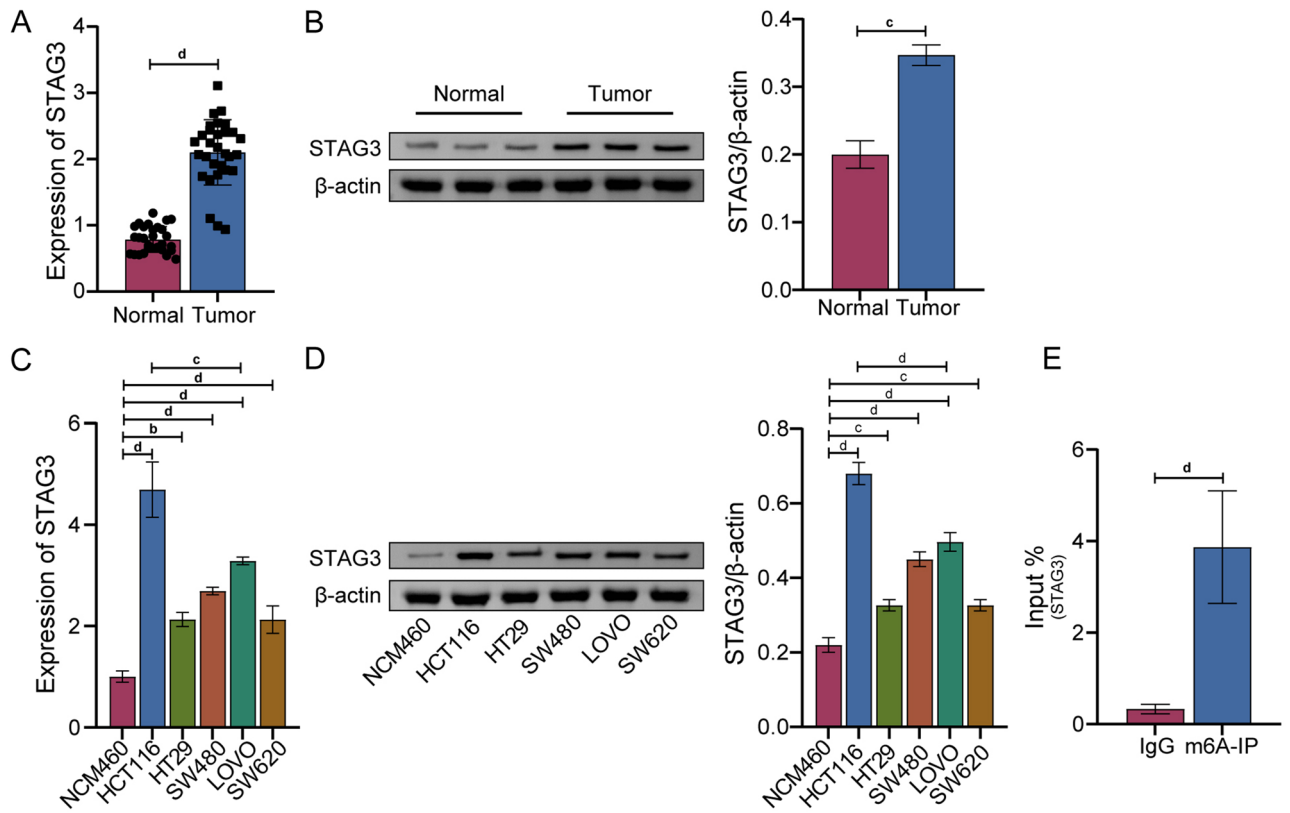 A
Expression of STAG3
4
3
2
1
0
d
Normal Tumor
B
Normal Tumor
STAG3
β-actin
STAG3/β-actin
0.4
0.3
0.2
0.1
0.0
c
Normal Tumor
C
Expression of STAG3
6
4
2
0
c
d
d
d
b
d
NCM460
HCT116
HT29
SW480
LOVO
SW620
D
STAG3
β-actin
NCM460
HCT116
HT29
SW480
LOVO
SW620
STAG3/β-actin
0.8
0.6
0.4
0.2
0.0
d
c
d
d
c
d
NCM460
HCT116
HT29
SW480
LOVO
SW620
E
Input %
(STAG3)
6
4
2
0
d
IgG m6A-IP